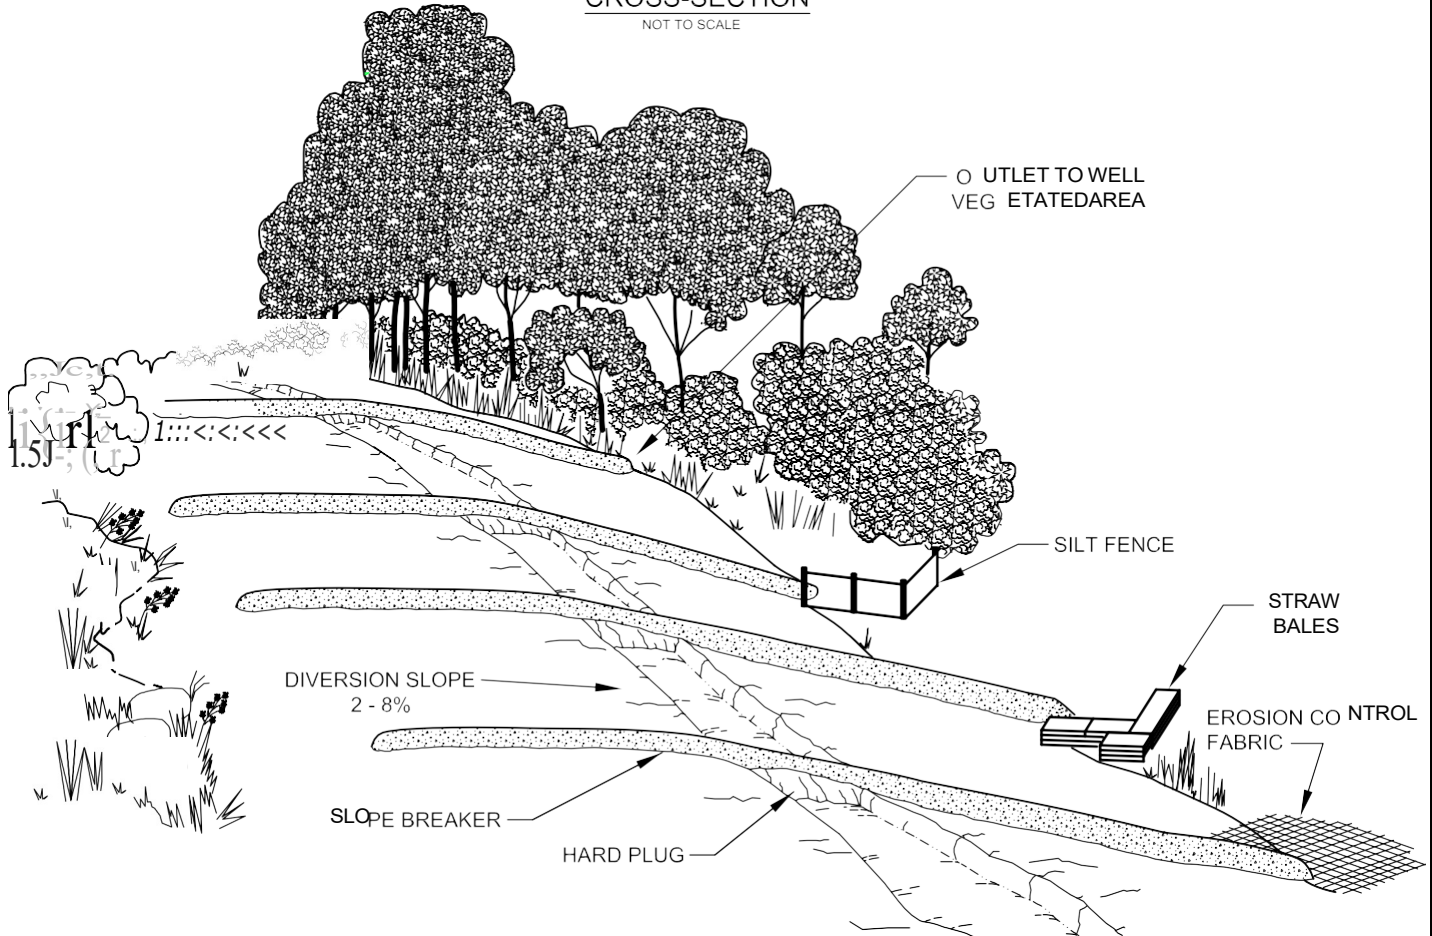 CROSS-SECTION
NOT TO SCALE
O UTLET TO WELL
VEG ETATEDAREA
SILT FENCE
STRAW
BALES
DIVERSION SLOPE
2 - 8%
EROSION CO NTROL
FABRIC
SLOPE BREAKER
HARD PLUG